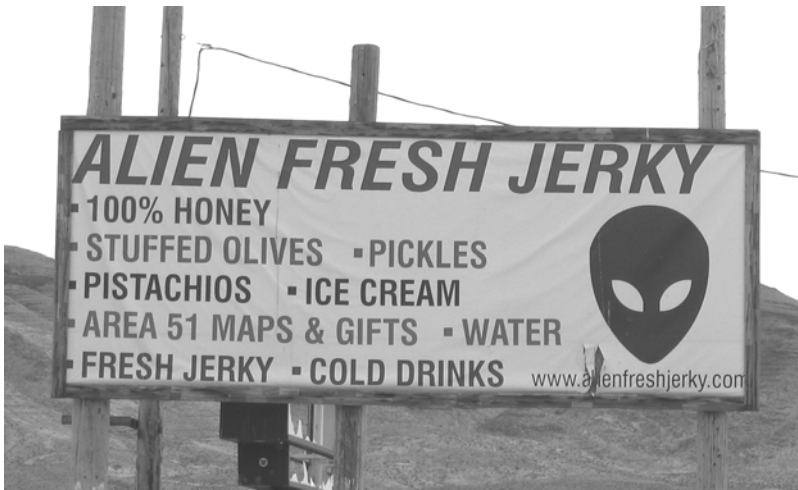 ALIEN FRESH JERKY
▪ 100% HONEY
▪ STUFFED OLIVES ▪ PICKLES
▪ PISTACHIOS ▪ ICE CREAM
▪ AREA 51 MAPS & GIFTS ▪ WATER
▪ FRESH JERKY ▪ COLD DRINKS
www.alienfreshjerky.com